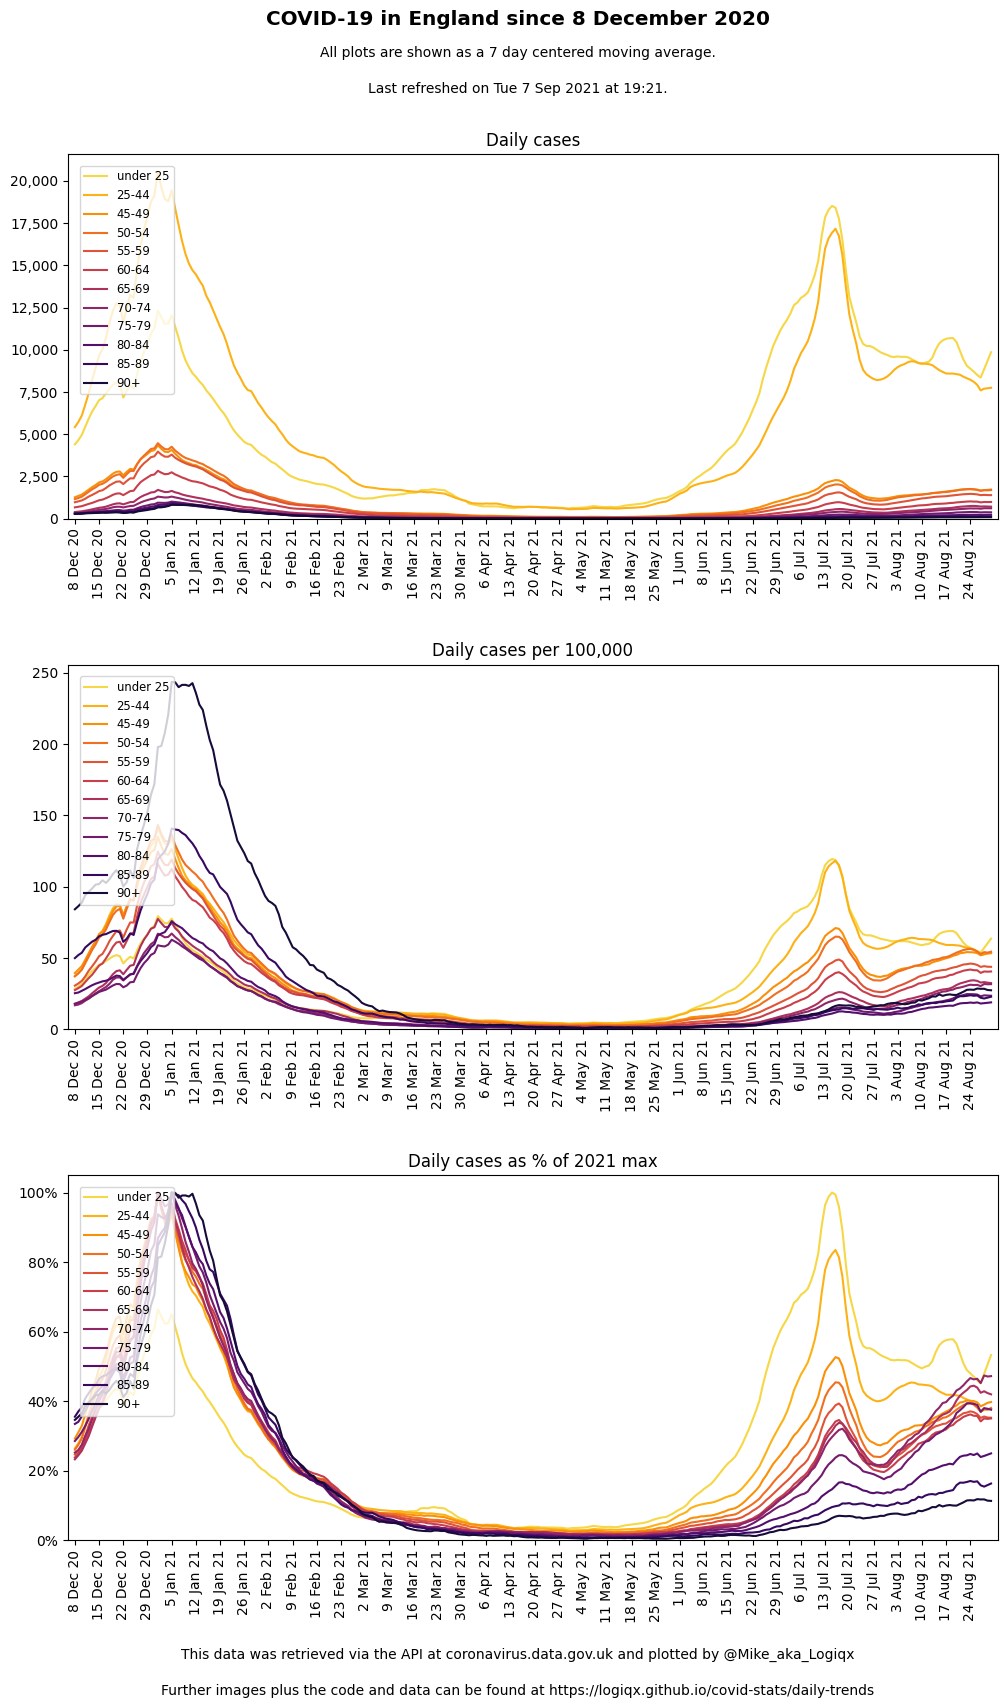 COVID-19 in England since 8 December 2020
All plots are shown as a 7 day centered moving average.
Last refreshed on Tue 7 Sep 2021 at 19:21.
Daily cases
20,000
17,500
15,000
12,500
10,000
7,500
5,000
2,500
0
under 25
25-44
45-49
50-54
55-59
60-64
65-69
70-74
75-79
80-84
85-89
90+
8 Dec 20
15 Dec 20
22 Dec 20
29 Dec 20
5 Jan 21
12 Jan 21
19 Jan 21
26 Jan 21
2 Feb 21
9 Feb 21
16 Feb 21
23 Feb 21
2 Mar 21
9 Mar 21
16 Mar 21
23 Mar 21
30 Mar 21
6 Apr 21
13 Apr 21
20 Apr 21
27 Apr 21
4 May 21
11 May 21
18 May 21
25 May 21
1 Jun 21
8 Jun 21
15 Jun 21
22 Jun 21
29 Jun 21
6 Jul 21
13 Jul 21
20 Jul 21
27 Jul 21
3 Aug 21
10 Aug 21
17 Aug 21
24 Aug 21
Daily cases per 100,000
250
200
150
100
50
0
under 25
25-44
45-49
50-54
55-59
60-64
65-69
70-74
75-79
80-84
85-89
90+
8 Dec 20
15 Dec 20
22 Dec 20
29 Dec 20
5 Jan 21
12 Jan 21
19 Jan 21
26 Jan 21
2 Feb 21
9 Feb 21
16 Feb 21
23 Feb 21
2 Mar 21
9 Mar 21
16 Mar 21
23 Mar 21
30 Mar 21
6 Apr 21
13 Apr 21
20 Apr 21
27 Apr 21
4 May 21
11 May 21
18 May 21
25 May 21
1 Jun 21
8 Jun 21
15 Jun 21
22 Jun 21
29 Jun 21
6 Jul 21
13 Jul 21
20 Jul 21
27 Jul 21
3 Aug 21
10 Aug 21
17 Aug 21
24 Aug 21
Daily cases as % of 2021 max
100%
80%
60%
40%
20%
0%
under 25
25-44
45-49
50-54
55-59
60-64
65-69
70-74
75-79
80-84
85-89
90+
8 Dec 20
15 Dec 20
22 Dec 20
29 Dec 20
5 Jan 21
12 Jan 21
19 Jan 21
26 Jan 21
2 Feb 21
9 Feb 21
16 Feb 21
23 Feb 21
2 Mar 21
9 Mar 21
16 Mar 21
23 Mar 21
30 Mar 21
6 Apr 21
13 Apr 21
20 Apr 21
27 Apr 21
4 May 21
11 May 21
18 May 21
25 May 21
1 Jun 21
8 Jun 21
15 Jun 21
22 Jun 21
29 Jun 21
6 Jul 21
13 Jul 21
20 Jul 21
27 Jul 21
3 Aug 21
10 Aug 21
17 Aug 21
24 Aug 21
This data was retrieved via the API at coronavirus.data.gov.uk and plotted by @Mike_aka_Logiqx
Further images plus the code and data can be found at https://logiqx.github.io/covid-stats/daily-trends